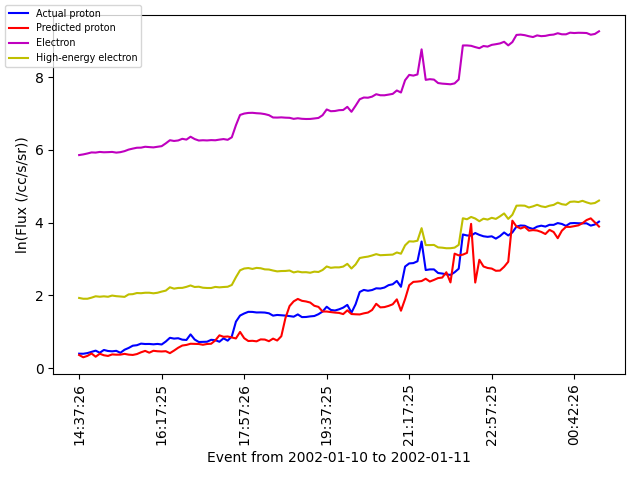 Actual proton
Predicted proton
Electron
High-energy electron
ln(Flux (/cc/s/sr))
8
6
4
2
0
14:37:26
16:17:25
17:57:26
19:37:25
21:17:25
22:57:25
00:42:26
Event from 2002-01-10 to 2002-01-11